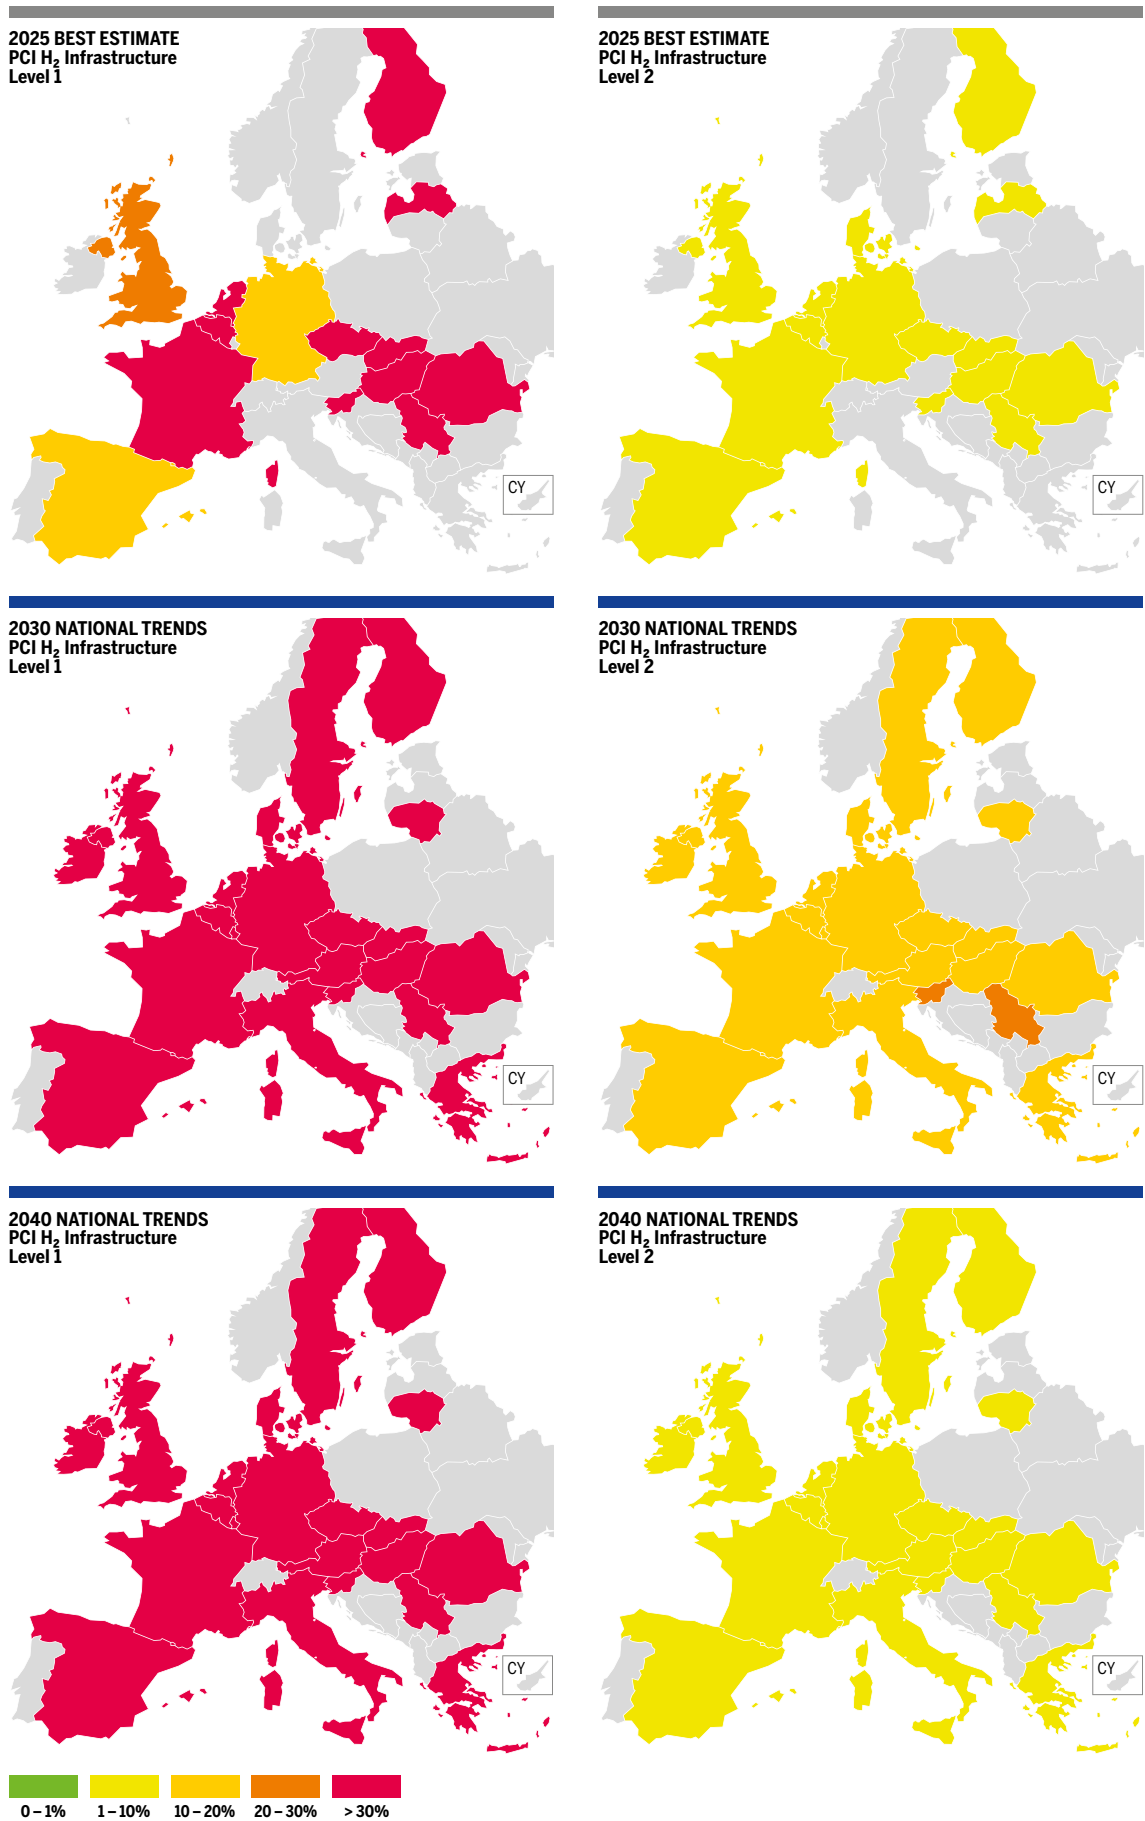 2025 BEST ESTIMATE
PCI H₂ Infrastructure
Level 1
CY
2025 BEST ESTIMATE
PCI H₂ Infrastructure
Level 2
CY
2030 NATIONAL TRENDS
PCI H₂ Infrastructure
Level 1
CY
2030 NATIONAL TRENDS
PCI H₂ Infrastructure
Level 2
CY
2040 NATIONAL TRENDS
PCI H₂ Infrastructure
Level 1
CY
2040 NATIONAL TRENDS
PCI H₂ Infrastructure
Level 2
CY
0 – 1% 1 – 10% 10 – 20% 20 – 30% > 30%